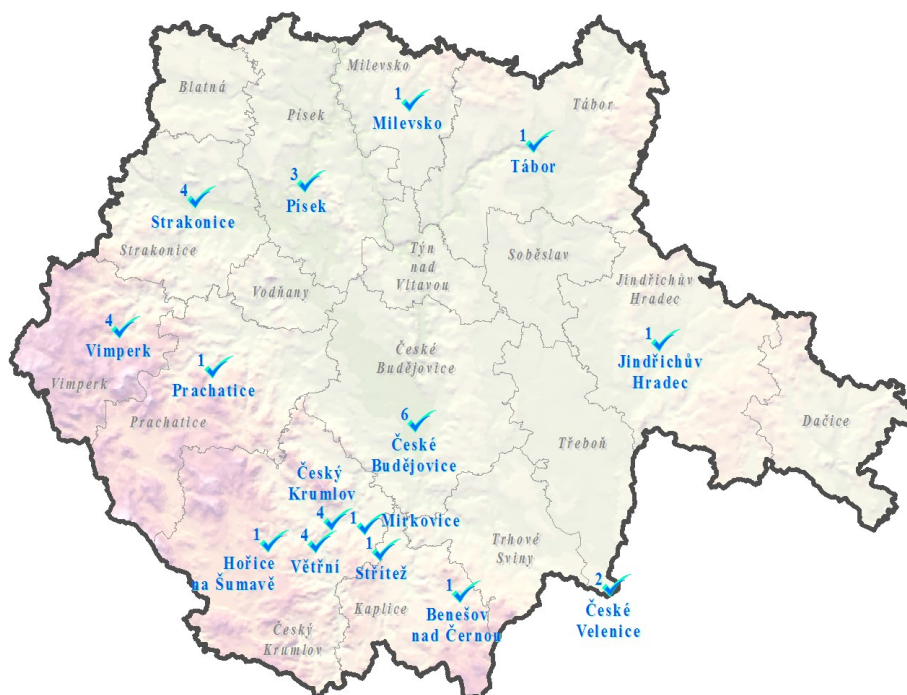 Milevsko
1
Milevsko
Blatná
Písek
Tábor
1
Tábor
4
Strakonice
3
Písek
Strakonice
Týn
nad
Vltavou
Soběslav
Vodňany
Jindřichův
Hradec
4
Vimperk
Vimperk
1
Prachatice
Prachatice
České
Budějovice
1
Jindřichův
Hradec
6
České
Budějovice
Třeboň
Dačice
Český
Krumlov
4
1
Mirkovice
1
Hořice
na Šumavě
4
Větřní
1
Střítež
Trhové
Sviny
Kaplice
1
Benešov
nad Černou
2
České
Velenice
Český
Krumlov